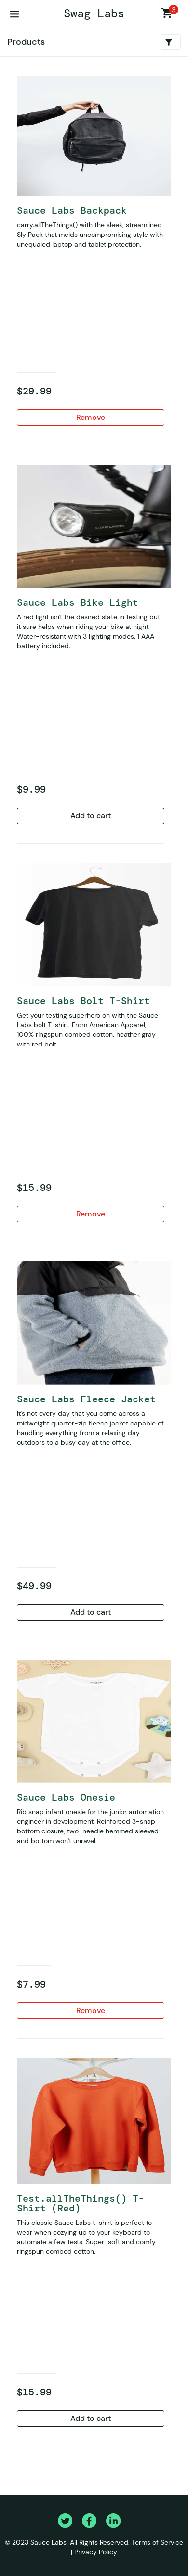 Swag Labs
3
Products
Sauce Labs Backpack
carry.allTheThings() with the sleek, streamlined
Sly Pack that melds uncompromising style with
unequaled laptop and tablet protection.
$29.99
Remove
Sauce Labs Bike Light
A red light isn't the desired state in testing but
it sure helps when riding your bike at night.
Water-resistant with 3 lighting modes, 1 AAA
battery included.
$9.99
Add to cart
Sauce Labs Bolt T-Shirt
Get your testing superhero on with the Sauce
Labs bolt T-shirt. From American Apparel,
100% ringspun combed cotton, heather gray
with red bolt.
$15.99
Remove
Sauce Labs Fleece Jacket
It's not every day that you come across a
midweight quarter-zip fleece jacket capable of
handling everything from a relaxing day
outdoors to a busy day at the office.
$49.99
Add to cart
Sauce Labs Onesie
Rib snap infant onesie for the junior automation
engineer in development. Reinforced 3-snap
bottom closure, two-needle hemmed sleeved
and bottom won't unravel.
$7.99
Remove
Test.allTheThings() T-
Shirt (Red)
This classic Sauce Labs t-shirt is perfect to
wear when cozying up to your keyboard to
automate a few tests. Super-soft and comfy
ringspun combed cotton.
$15.99
Add to cart
© 2023 Sauce Labs. All Rights Reserved. Terms of Service
| Privacy Policy